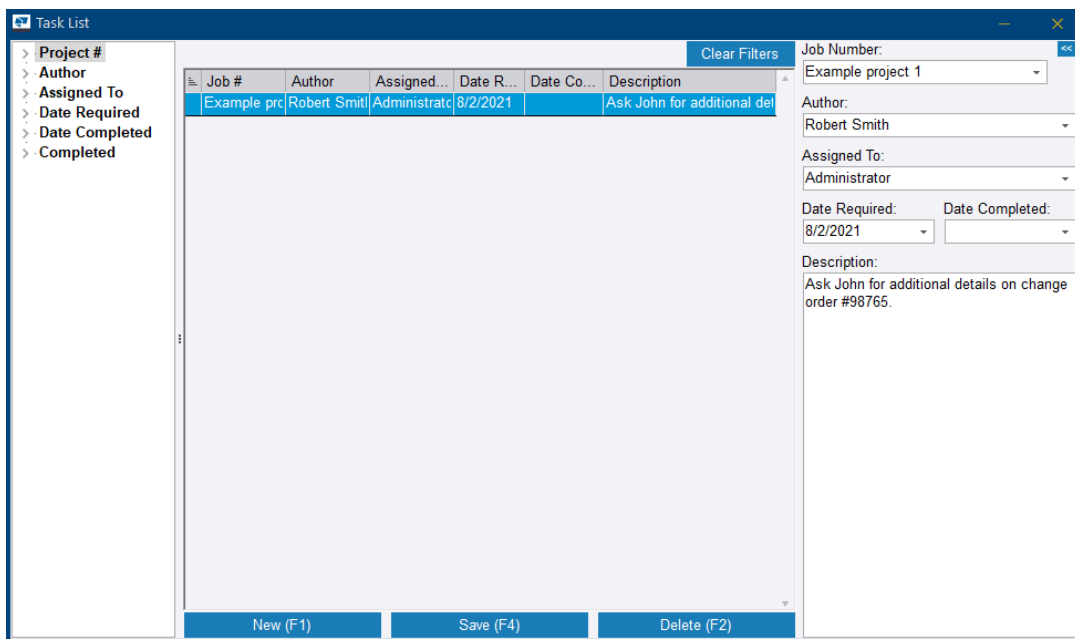 Task List
Project #
Author
Assigned To
Date Required
Date Completed
Completed
Clear Filters
Job # Author Assigned... Date R... Date Co... Description
Example prc Robert Smitl Administratc 8/2/2021 Ask John for additional det
<<
Job Number:
Example project 1
Author:
Robert Smith
Assigned To:
Administrator
Date Required: Date Completed:
8/2/2021
Description:
Ask John for additional details on change
order #98765.
New (F1) Save (F4) Delete (F2)